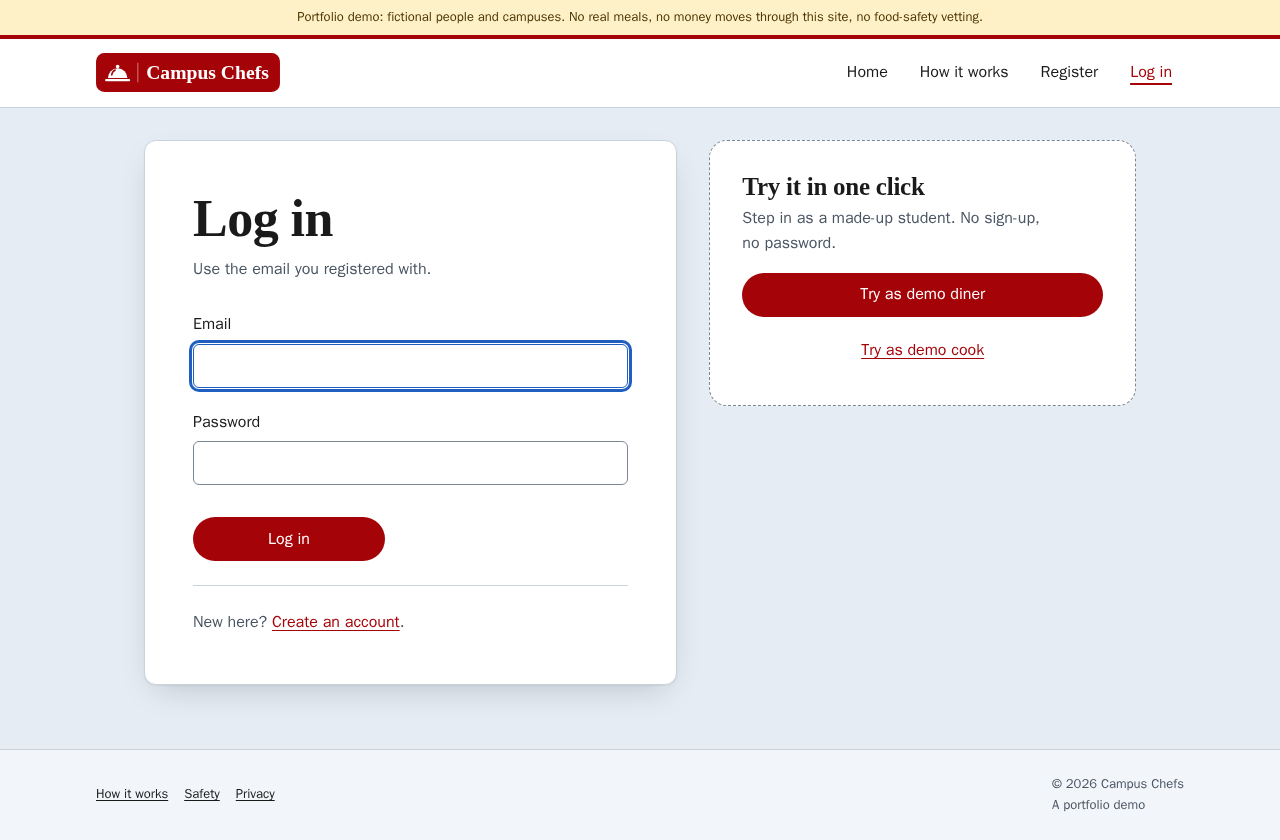 Portfolio demo: fictional people and campuses. No real meals, no money moves through this site, no food-safety vetting.
Campus Chefs
Home
How it works
Register
Log in
Log in
Use the email you registered with.
Email
Password
Log in
New here? Create an account.
Try it in one click
Step in as a made-up student. No sign-up,
no password.
Try as demo diner
Try as demo cook
How it works
Safety
Privacy
© 2026 Campus Chefs
A portfolio demo